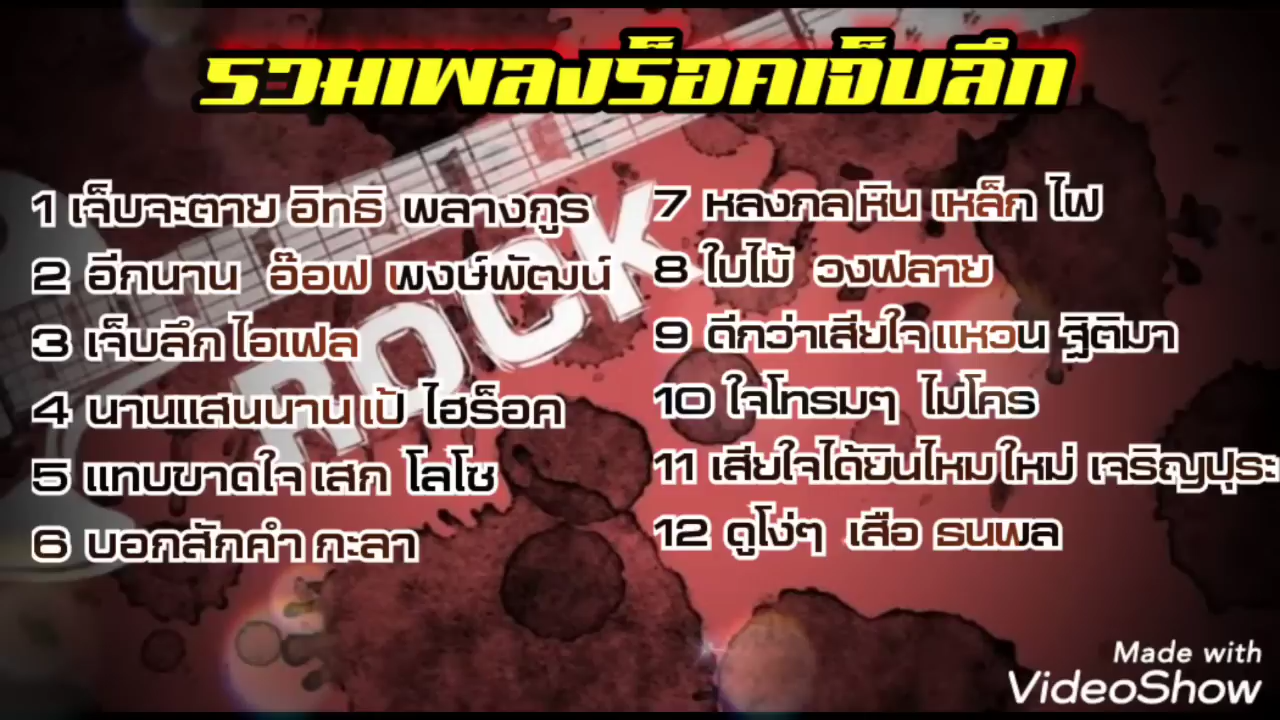 รวมเพลงร็อคเจ็บลึก
1 เจ็บจะตาย อิทธิ พลางกูร
2 อีกนาน อ๊อฟ พงษ์พัฒน์
3 เจ็บลึก ไอเฟล
4 นานแสนนาน เป้ ไฮร็อค
5 แทบขาดใจ เสก โลโซ
6 บอกสักคำ กะลา
7 หลงกล หิน เหล็ก ไฟ
8 ใบไม้ วงฟลาย
9 ดีกว่าเสียใจ แหวน ฐิติมา
10 ใจโทรมๆ ไมโคร
11 เสียใจได้ยินไหม ใหม่ เจริญปุระ
12 ดูโง่ๆ เสือ ธนพล
ROCK
Made with
VideoShow